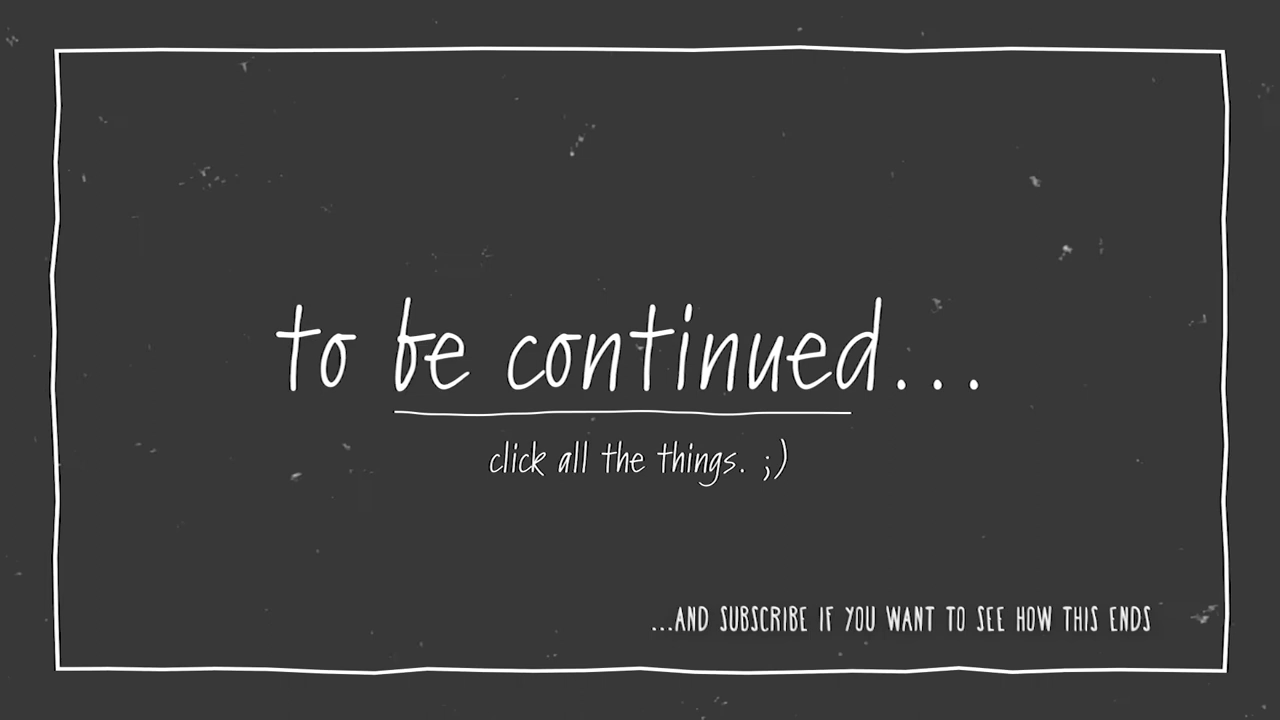 to be continued...
click all the things. ;)
...AND SUBSCRIBE IF YOU WANT TO SEE HOW THIS ENDS